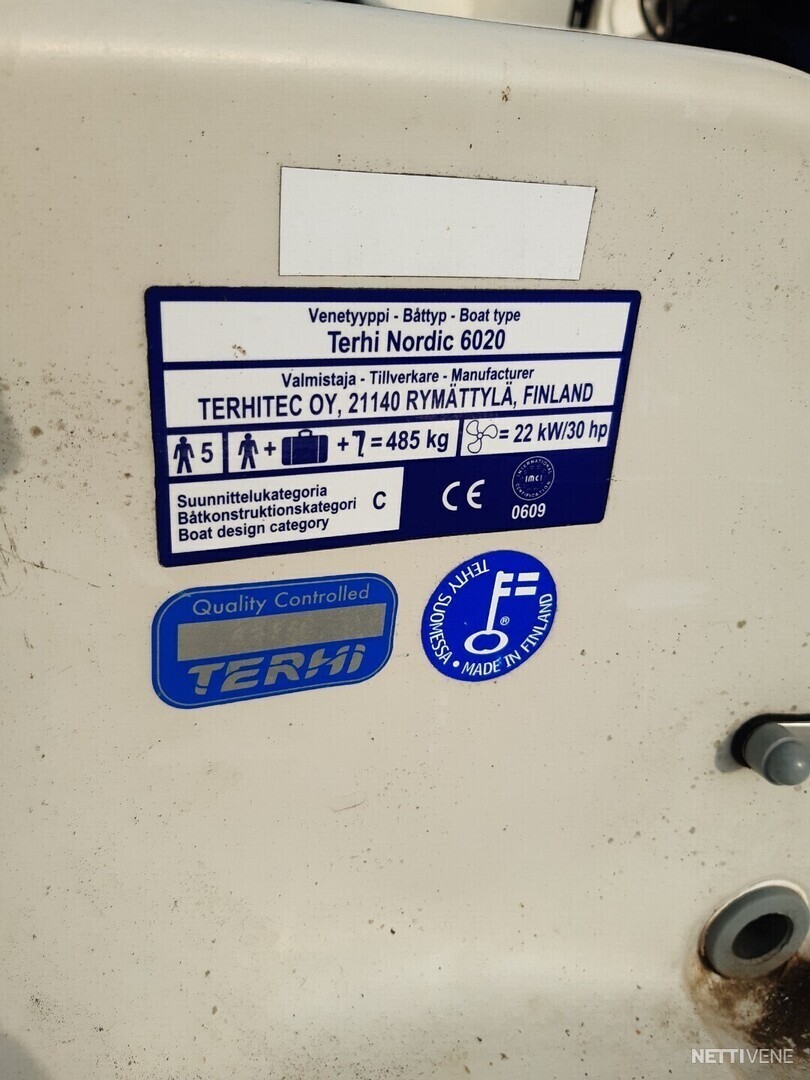 Venetyyppi - Båttyp - Boat type
Terhi Nordic 6020
Valmistaja - Tillverkare - Manufacturer
TERHITEC OY, 21140 RYMÄTTYLÄ, FINLAND
5 + + = 485 kg = 22 kW/30 hp
Suunnittelukategoria
Båtkonstruktionskategori C
Boat design category
CE
INTERNATIONAL
IMCI
CERTIFICATION
0609
Quality Controlled
TERHi
TEHTY SUOMESSA • MADE IN FINLAND
®
NETTIVENE